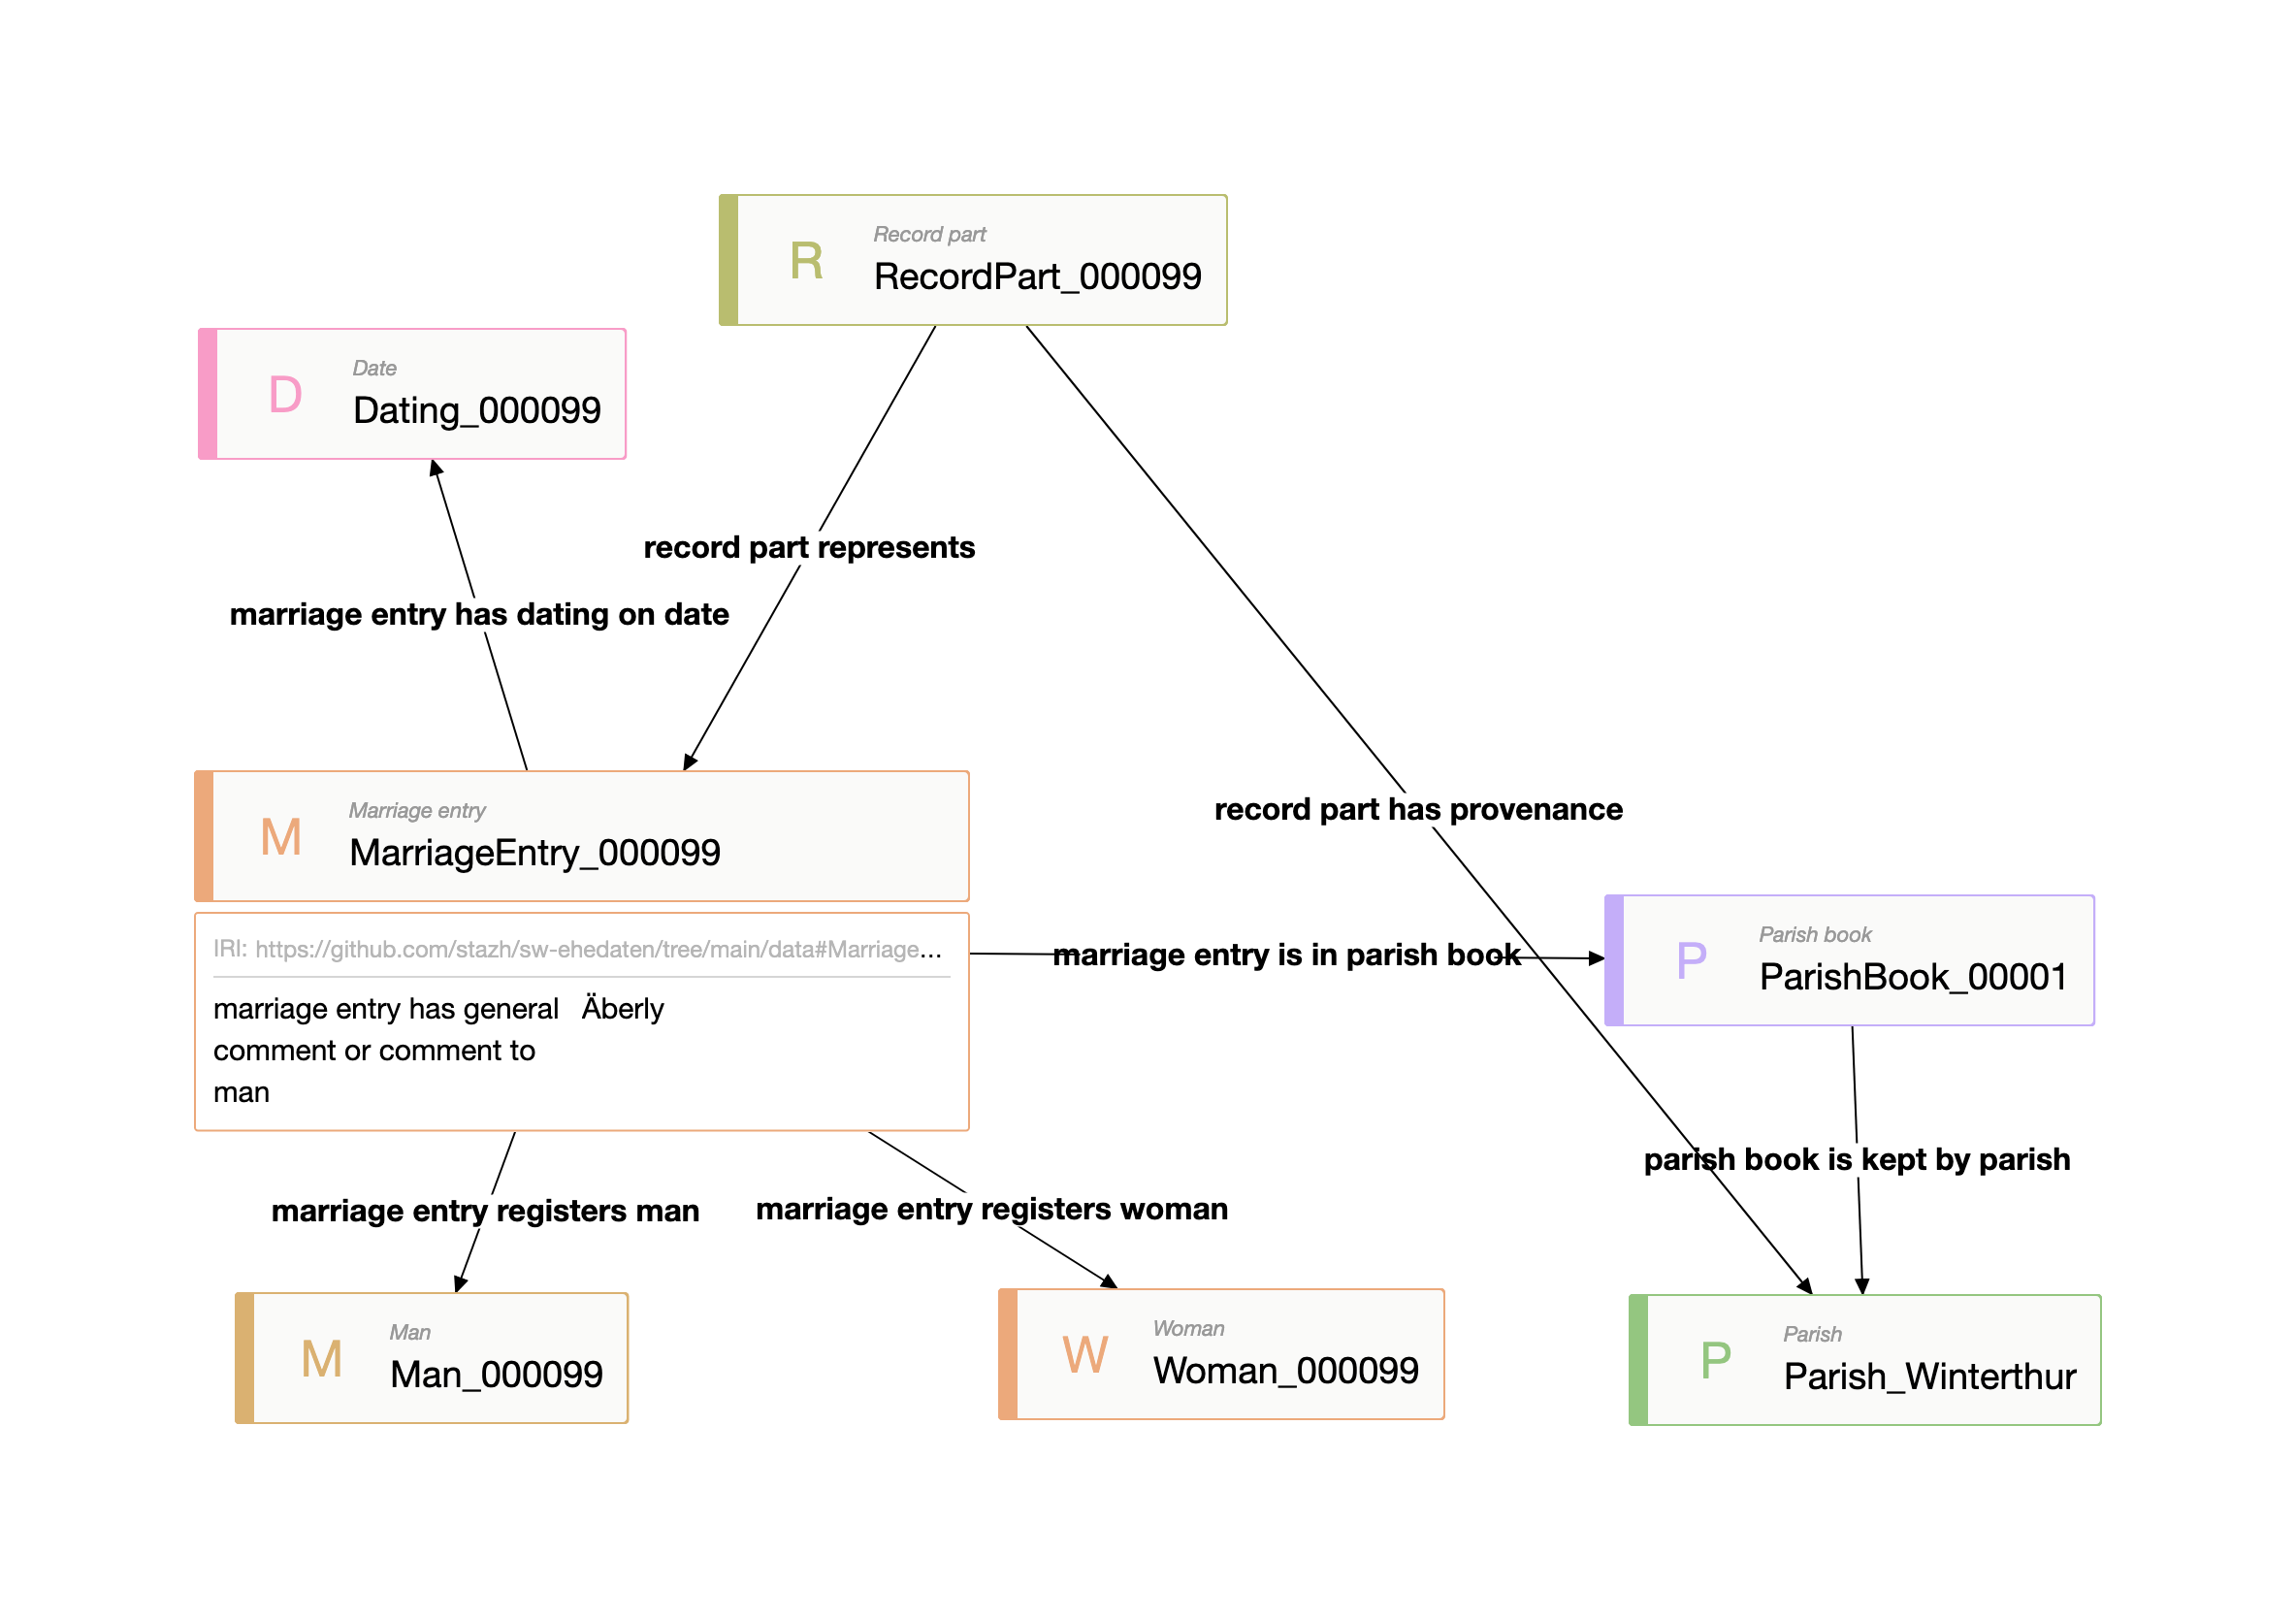 R
Record part
RecordPart_000099
D
Date
Dating_000099
record part represents
marriage entry has dating on date
record part has provenance
M
Marriage entry
MarriageEntry_000099
IRI: https://github.com/stazh/sw-ehedaten/tree/main/data#Marriage...
marriage entry has general Äberly
comment or comment to
man
marriage entry is in parish book
P
Parish book
ParishBook_00001
parish book is kept by parish
marriage entry registers man
marriage entry registers woman
M
Man
Man_000099
W
Woman
Woman_000099
P
Parish
Parish_Winterthur